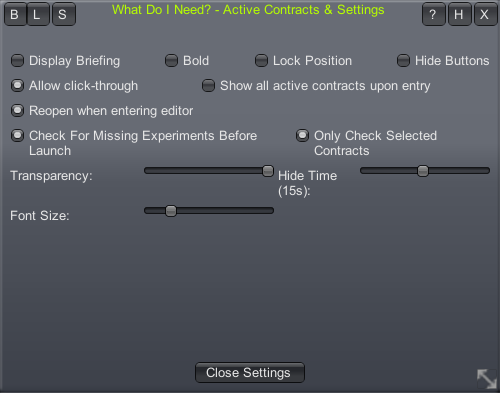 B L S What Do I Need? - Active Contracts & Settings ? H X
Display Briefing Bold Lock Position Hide Buttons
Allow click-through Show all active contracts upon entry
Reopen when entering editor
Check For Missing Experiments Before Launch
Only Check Selected Contracts
Transparency:
Hide Time (15s):
Font Size:
Close Settings